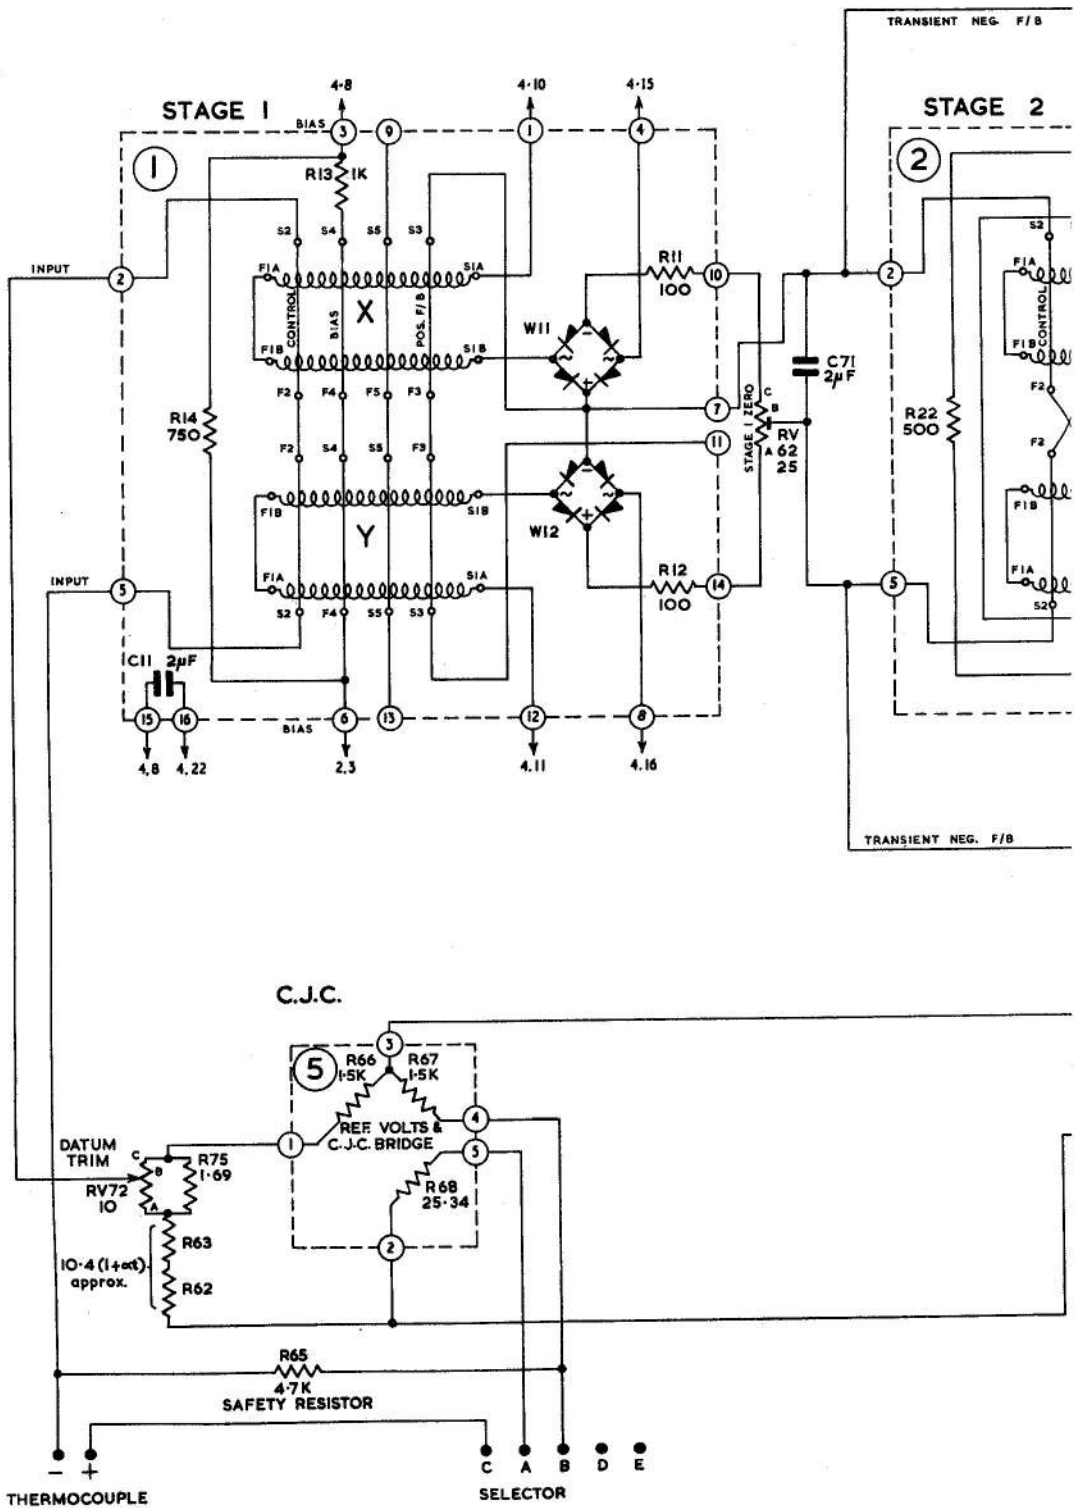 TRANSIENT NEG. F/B
4·8
4·10
4·15
STAGE 1
STAGE 2
BIAS
3
9
1
4
1
2
R13
1K
S2
S4
S5
S3
R11
10
100
INPUT
2
F1A
S1A
CONTROL
BIAS
X
POS. F/B
W11
−
~
~
+
F1B
S1B
C71
2μF
2
S2
F1A
CONTROL
F1B
F2
F4
F5
F3
7
C
B
A
STAGE 1 ZERO
RV
62
25
R14
750
R22
500
F2
11
F2
S4
S5
F3
F2
F1B
S1B
−
~
~
+
W12
F1B
Y
R12
14
100
INPUT
5
F1A
S1A
5
F1A
S2
F4
S5
S3
S2
C11
2μF
15
16
BIAS
6
13
12
8
4,8
4,22
2,3
4,11
4,16
TRANSIENT NEG. F/B
C.J.C.
3
5
R66
1·5K
R67
1·5K
4
REF. VOLTS &
C.J.C. BRIDGE
1
5
DATUM
TRIM
C
B
A
R75
1·69
RV72
10
R68
25·34
2
R63
10·4 (1+αt)
approx.
R62
R65
4·7K
SAFETY RESISTOR
−
+
C
A
B
D
E
THERMOCOUPLE
SELECTOR